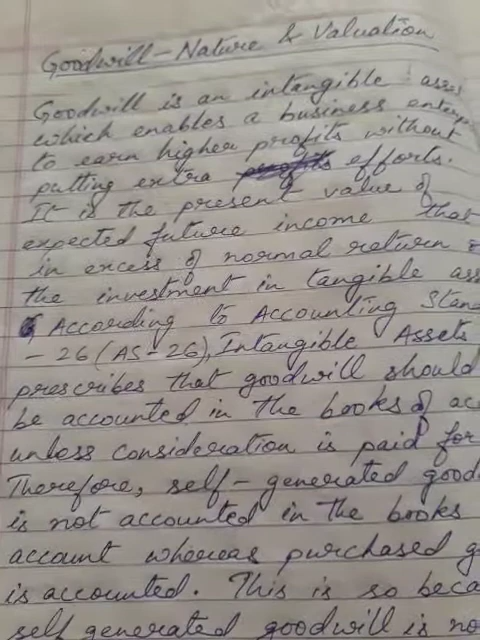 Goodwill - Nature & Valuation
Goodwill is an intangible asse
which enables a business enterp
to earn higher profits without
putting extra efforts.
It is the present value of
expected future income that
in excess of normal return
the investment in tangible ass
According to Accounting Stan
- 26 (AS-26), Intangible Assets
prescribes that goodwill should
be accounted in the books of ac
unless consideration is paid for
Therefore, self-generated good
is not accounted in the books
account whereas purchased g
is accounted. This is so beca
self generated goodwill is no